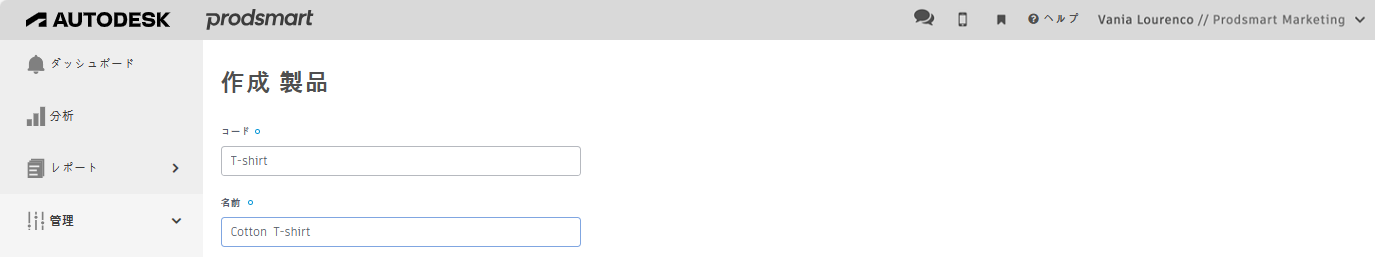 AUTODESK prodsmart ヘルプ Vania Lourenco // Prodsmart Marketing
ダッシュボード
分析
レポート
管理
作成 製品
コード
T-shirt
名前
Cotton T-shirt